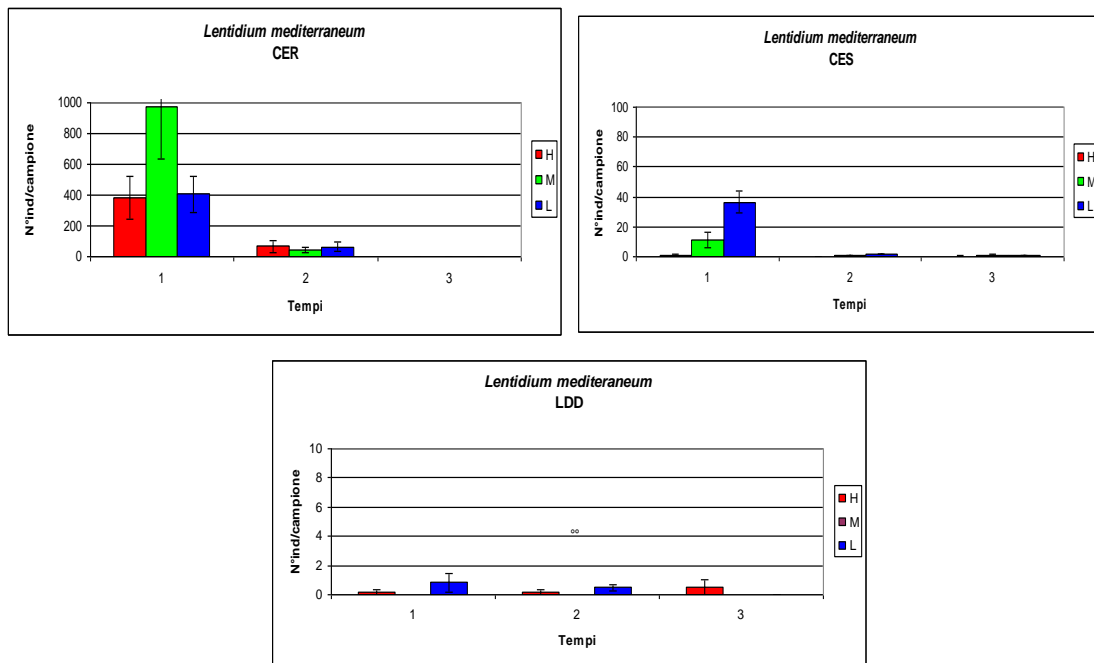 Lentidium mediterraneum
CER
N°ind/campione
1000
800
600
400
200
0
1
2
3
Tempi
H
M
L
Lentidium mediterraneum
CES
N°ind/campione
100
80
60
40
20
0
1
2
3
Tempi
H
M
L
Lentidium mediteraneum
LDD
N°ind/campione
10
8
6
4
2
0
°°
1
2
3
Tempi
H
M
L